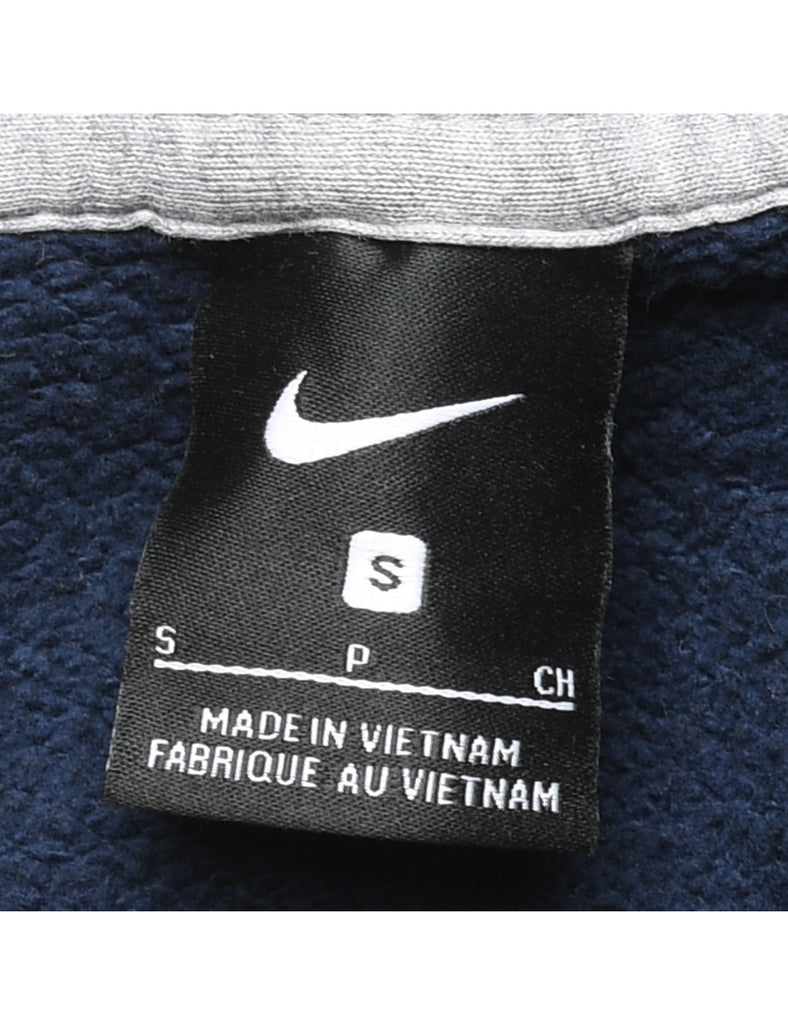 S
S P CH
MADE IN VIETNAM
FABRIQUE AU VIETNAM